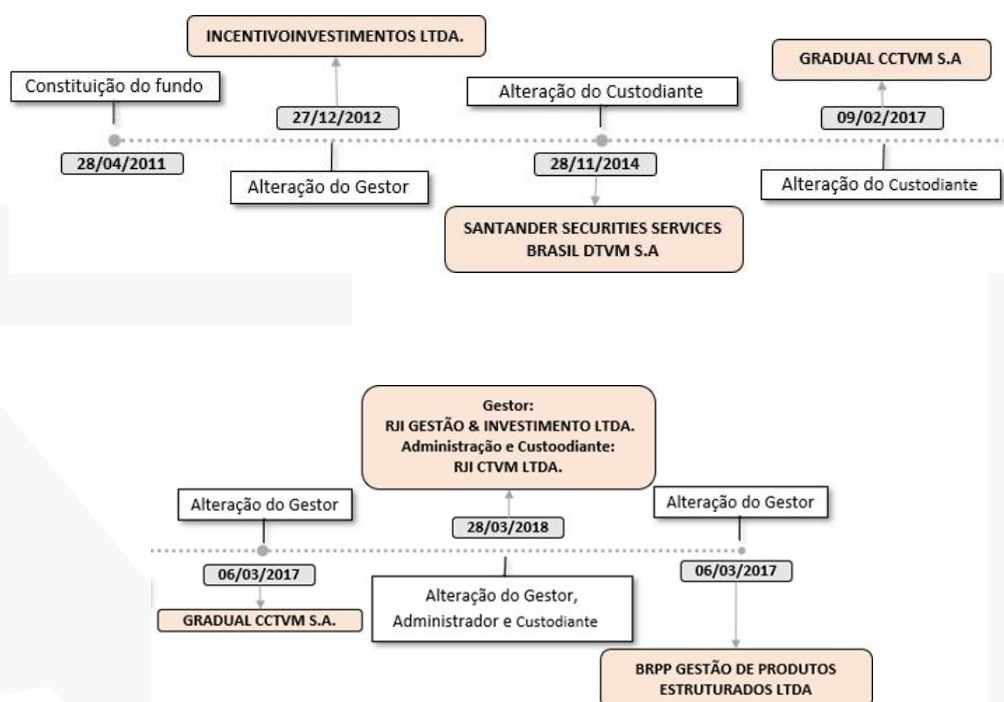 INCENTIVOINVESTIMENTOS LTDA.
GRADUAL CCTVM S.A
Constituição do fundo
Alteração do Custodiante
27/12/2012
09/02/2017
28/04/2011
28/11/2014
Alteração do Gestor
Alteração do Custodiante
SANTANDER SECURITIES SERVICES
BRASIL DTVM S.A
Gestor:
RJI GESTÃO & INVESTIMENTO LTDA.
Administração e Custoodiante:
RJI CTVM LTDA.
Alteração do Gestor
Alteração do Gestor
28/03/2018
06/03/2017
06/03/2017
Alteração do Gestor,
Administrador e Custodiante
GRADUAL CCTVM S.A.
BRPP GESTÃO DE PRODUTOS
ESTRUTURADOS LTDA